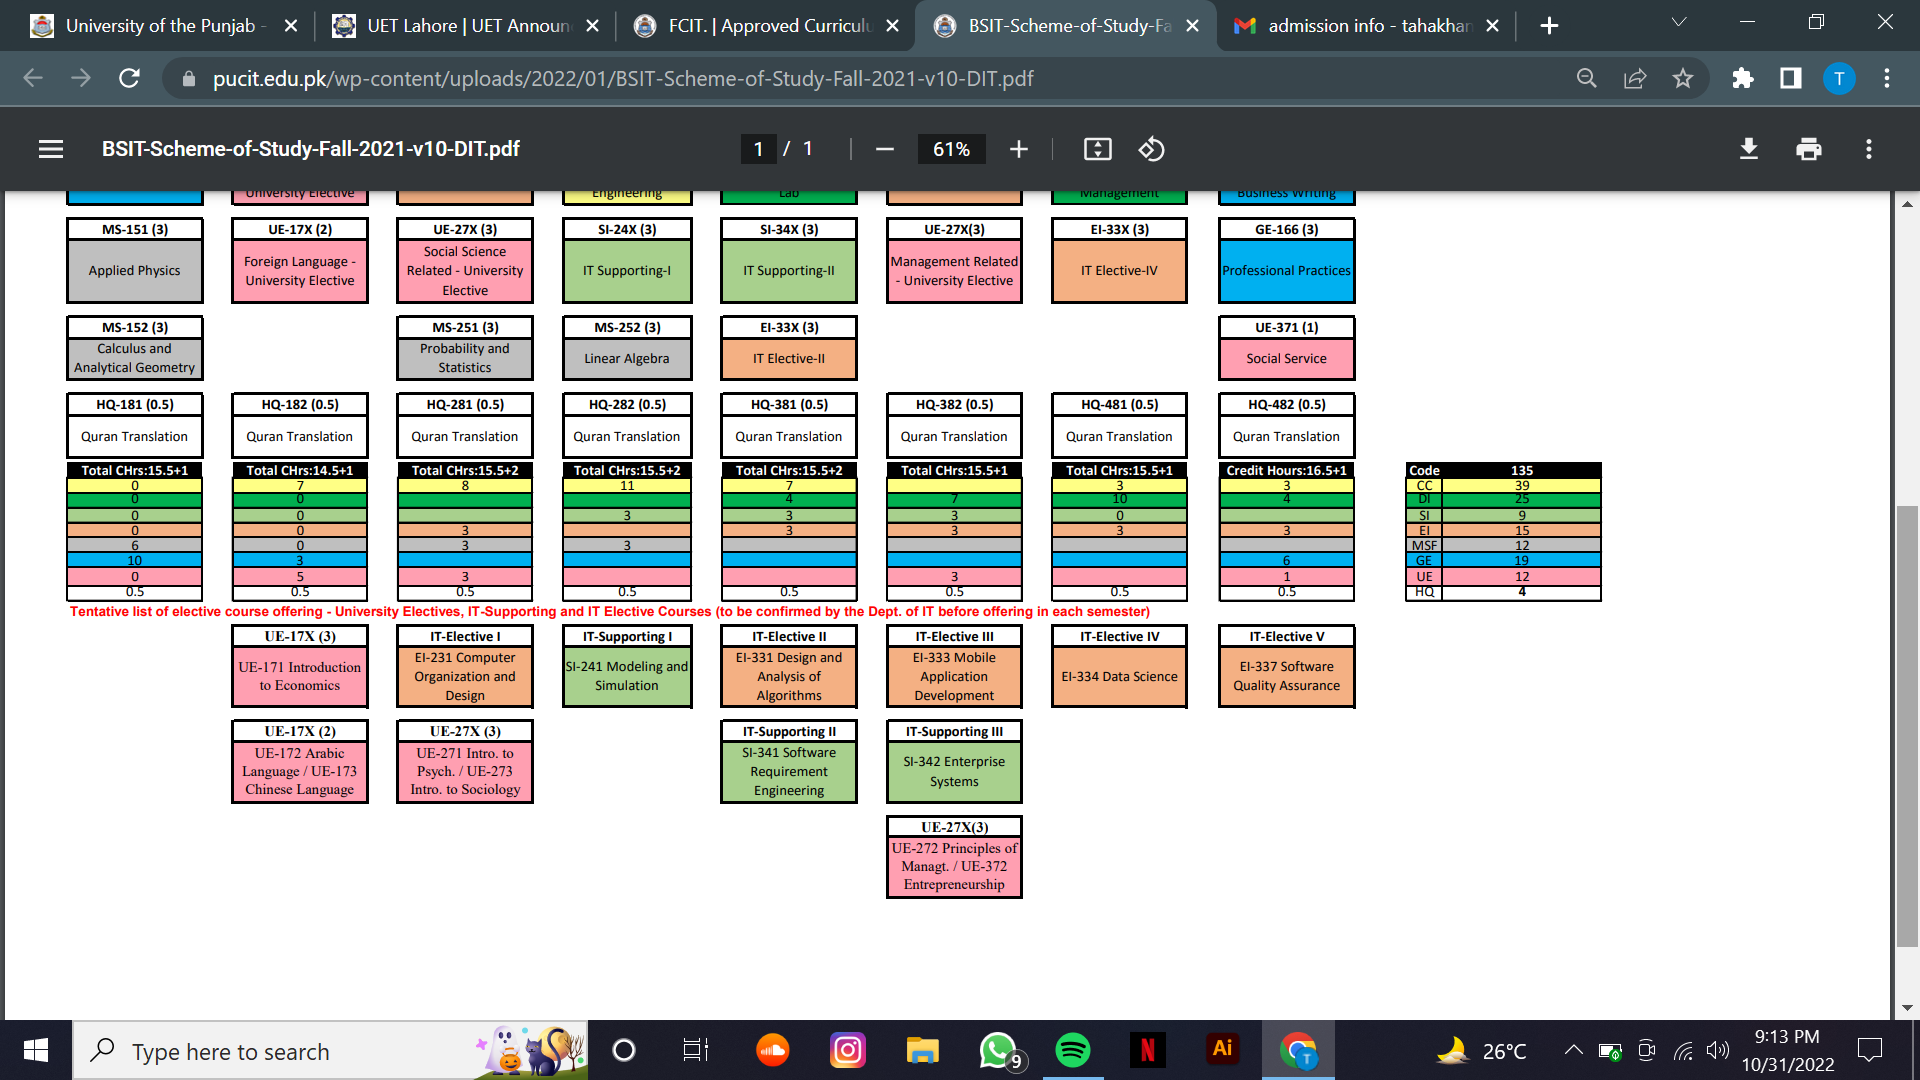 University of the Punjab -
UET Lahore | UET Announ
FCIT. | Approved Curricul
BSIT-Scheme-of-Study-Fa
admission info - tahakhan
pucit.edu.pk/wp-content/uploads/2022/01/BSIT-Scheme-of-Study-Fall-2021-v10-DIT.pdf
T
BSIT-Scheme-of-Study-Fall-2021-v10-DIT.pdf
1 / 1
61%
University Elective
Engineering
Lab
Management
Business Writing
MS-151 (3)
Applied Physics
UE-17X (2)
Foreign Language -
University Elective
UE-27X (3)
Social Science
Related - University
Elective
SI-24X (3)
IT Supporting-I
SI-34X (3)
IT Supporting-II
UE-27X(3)
Management Related
- University Elective
EI-33X (3)
IT Elective-IV
GE-166 (3)
Professional Practices
MS-152 (3)
Calculus and
Analytical Geometry
MS-251 (3)
Probability and
Statistics
MS-252 (3)
Linear Algebra
EI-33X (3)
IT Elective-II
UE-371 (1)
Social Service
HQ-181 (0.5)
Quran Translation
HQ-182 (0.5)
Quran Translation
HQ-281 (0.5)
Quran Translation
HQ-282 (0.5)
Quran Translation
HQ-381 (0.5)
Quran Translation
HQ-382 (0.5)
Quran Translation
HQ-481 (0.5)
Quran Translation
HQ-482 (0.5)
Quran Translation
Total CHrs:15.5+1 Total CHrs:14.5+1 Total CHrs:15.5+2 Total CHrs:15.5+2 Total CHrs:15.5+2 Total CHrs:15.5+1 Total CHrs:15.5+1 Credit Hours:16.5+1 Code 135
0 7 8 11 7 3 3 CC 39
0 0 4 7 10 4 DI 25
0 0 3 3 3 0 SI 9
0 0 3 3 3 3 3 EI 15
6 0 3 3 MSF 12
10 3 6 GE 19
0 5 3 3 1 UE 12
0.5 0.5 0.5 0.5 0.5 0.5 0.5 0.5 HQ 4
Tentative list of elective course offering - University Electives, IT-Supporting and IT Elective Courses (to be confirmed by the Dept. of IT before offering in each semester)
UE-17X (3)
UE-171 Introduction
to Economics
IT-Elective I
EI-231 Computer
Organization and
Design
IT-Supporting I
SI-241 Modeling and
Simulation
IT-Elective II
EI-331 Design and
Analysis of
Algorithms
IT-Elective III
EI-333 Mobile
Application
Development
IT-Elective IV
EI-334 Data Science
IT-Elective V
EI-337 Software
Quality Assurance
UE-17X (2)
UE-172 Arabic
Language / UE-173
Chinese Language
UE-27X (3)
UE-271 Intro. to
Psych. / UE-273
Intro. to Sociology
IT-Supporting II
SI-341 Software
Requirement
Engineering
IT-Supporting III
SI-342 Enterprise
Systems
UE-27X(3)
UE-272 Principles of
Managt. / UE-372
Entrepreneurship
Type here to search
9
N
Ai
T
26°C
9:13 PM
10/31/2022